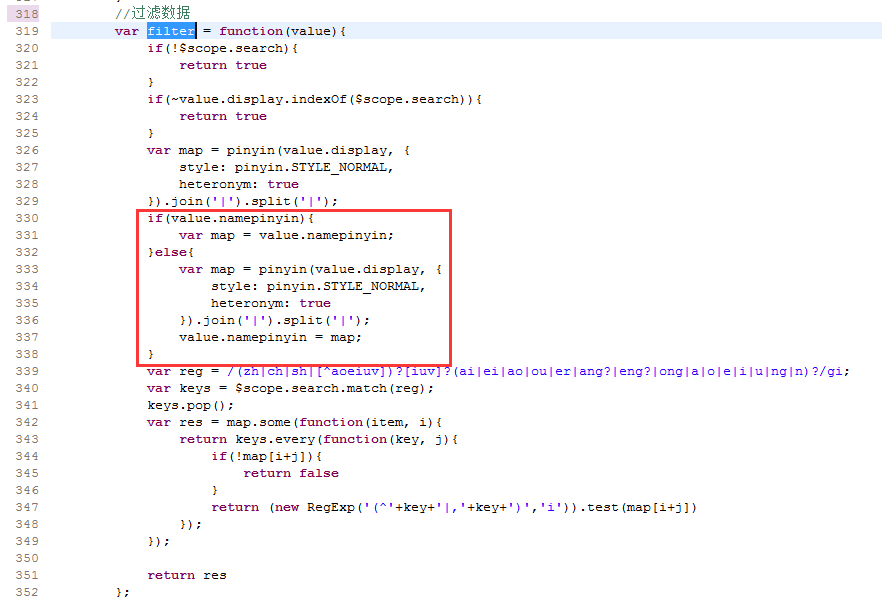 318 //过滤数据
319 var filter = function(value){
320 if(!$scope.search){
321 return true
322 }
323 if(~value.display.indexOf($scope.search)){
324 return true
325 }
326 var map = pinyin(value.display, {
327 style: pinyin.STYLE_NORMAL,
328 heteronym: true
329 }).join('|').split('|');
330 if(value.namepinyin){
331 var map = value.namepinyin;
332 }else{
333 var map = pinyin(value.display, {
334 style: pinyin.STYLE_NORMAL,
335 heteronym: true
336 }).join('|').split('|');
337 value.namepinyin = map;
338 }
339 var reg = /(zh|ch|sh|[^aoeiuv])?[iuv]?(ai|ei|ao|ou|er|ang?|eng?|ong|a|o|e|i|u|ng|n)?/gi;
340 var keys = $scope.search.match(reg);
341 keys.pop();
342 var res = map.some(function(item, i){
343 return keys.every(function(key, j){
344 if(!map[i+j]){
345 return false
346 }
347 return (new RegExp('(^'+key+'|,'+key+')','i')).test(map[i+j])
348 });
349 });
350
351 return res
352 };